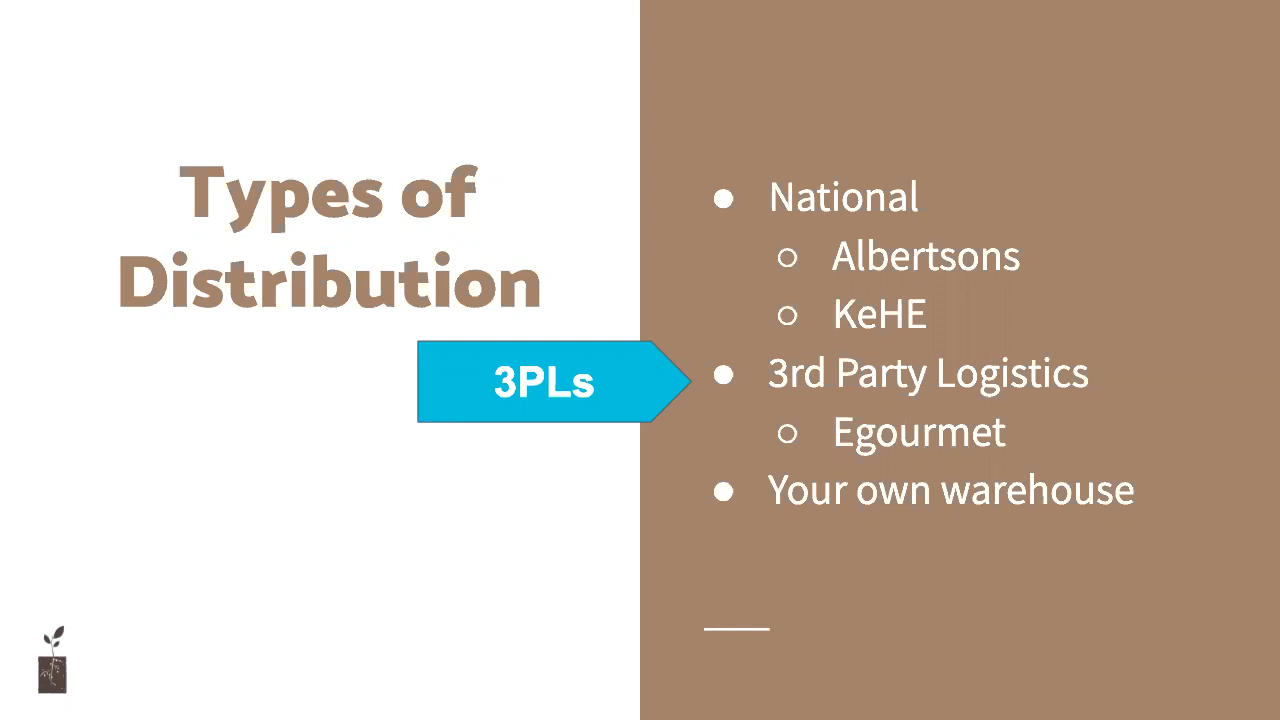 Types of
Distribution
3PLs
National
Albertsons
KeHE
3rd Party Logistics
Egourmet
Your own warehouse